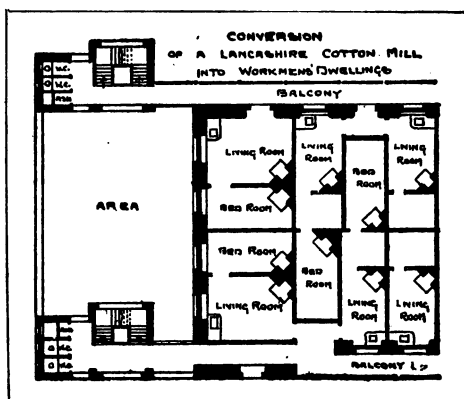 CONVERSION
OF A LANCASHIRE COTTON MILL
INTO WORKMENS' DWELLINGS
BALCONY
W.C.
W.C.
LIVING ROOM
LIVING ROOM
BED ROOM
LIVING ROOM
AREA
BED ROOM
BED ROOM
BED ROOM
LIVING ROOM
LIVING ROOM
LIVING ROOM
BALCONY